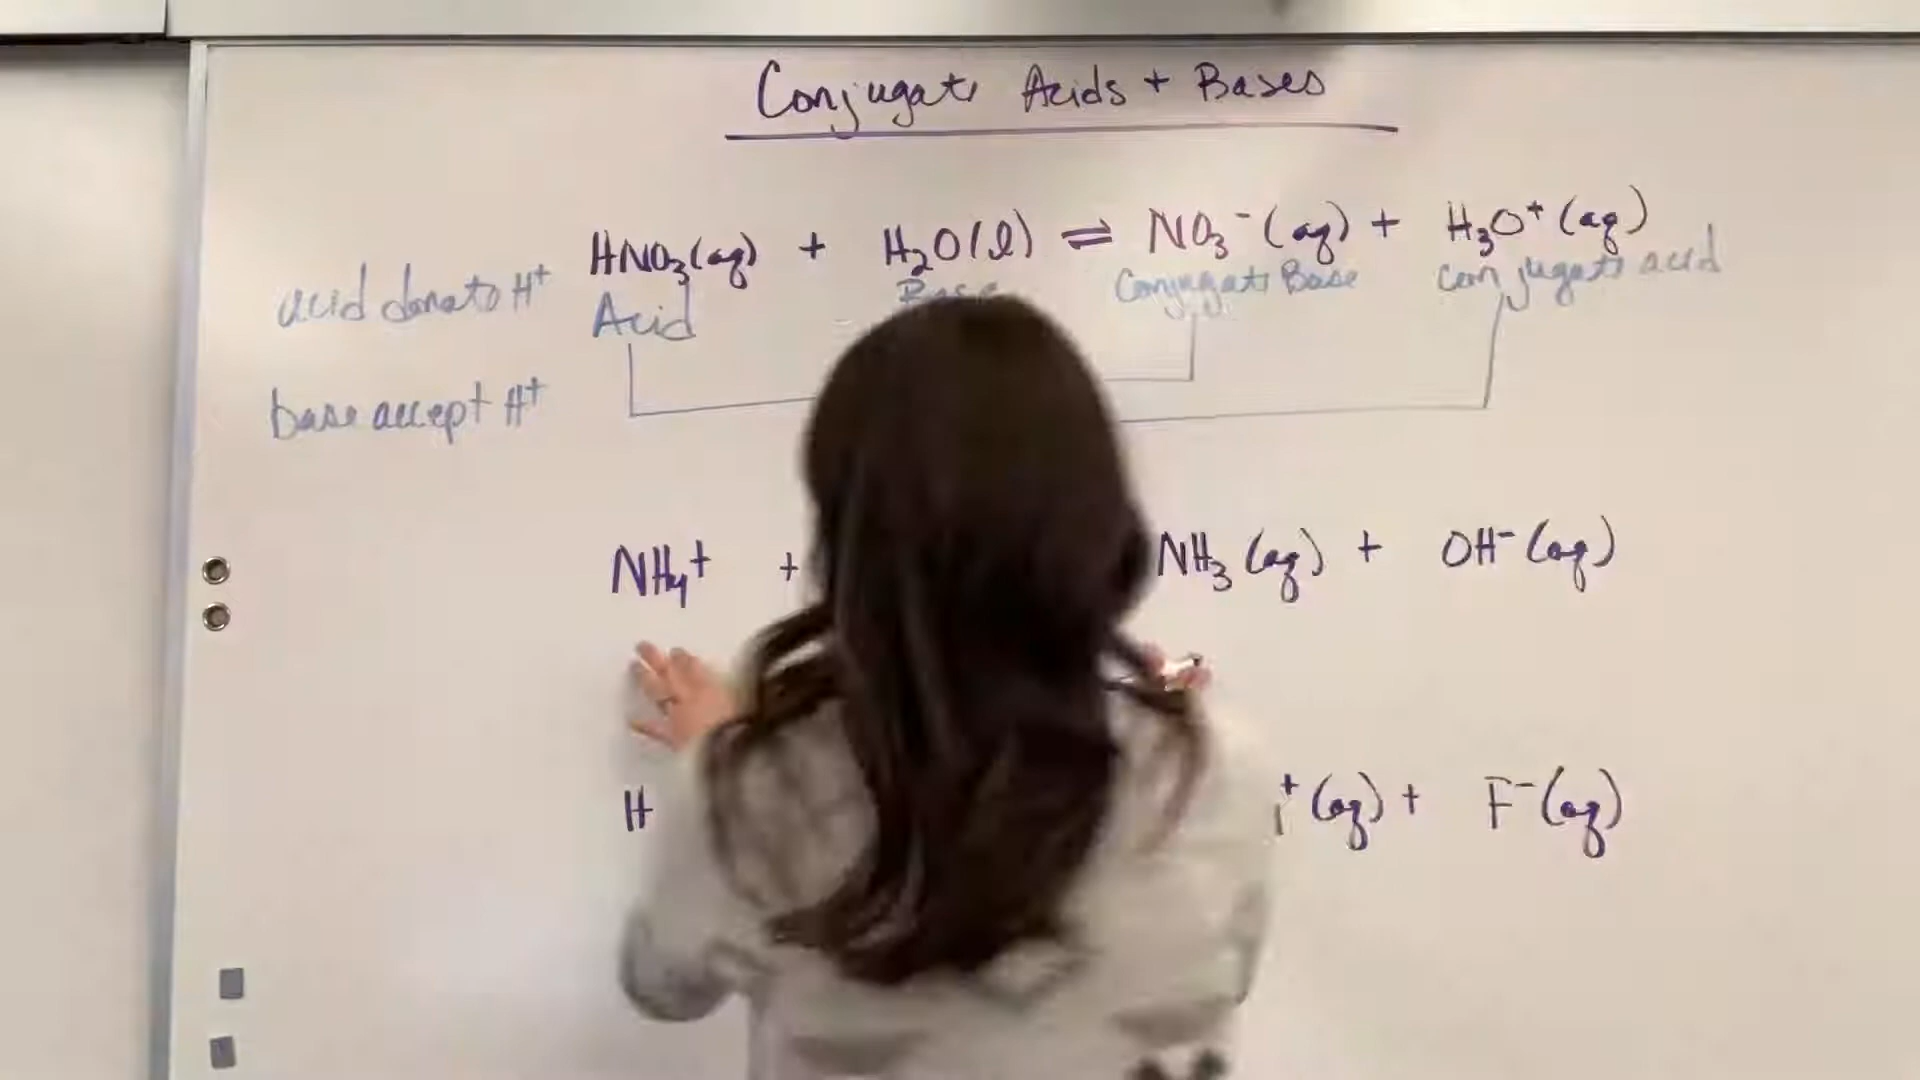 Conjugate Acids + Bases
HNO₃(aq) + H₂O(l) ⇌ NO₃⁻(aq) + H₃O⁺(aq)
acid donate H⁺
Acid Base Conjugate Base conjugate acid
base accept H⁺
NH₄⁺ + NH₃(aq) + OH⁻(aq)
H ⁺(aq) + F⁻(aq)